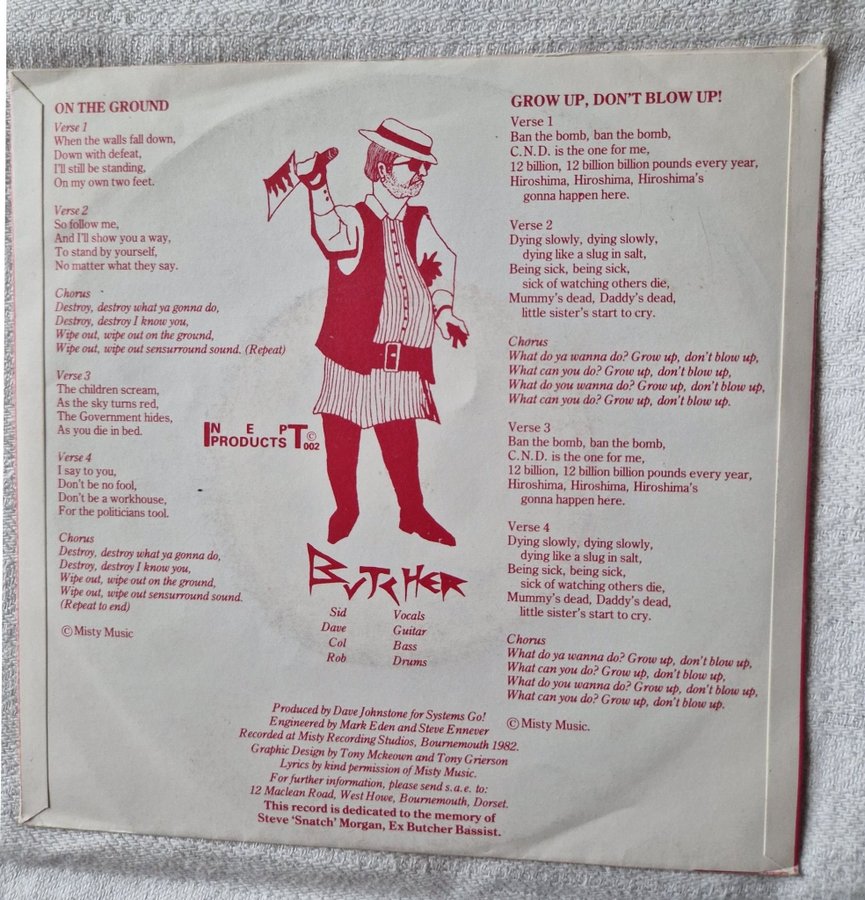 ON THE GROUND
Verse 1
When the walls fall down,
Down with defeat,
I'll still be standing,
On my own two feet.
Verse 2
So follow me,
And I'll show you a way,
To stand by yourself,
No matter what they say.
Chorus
Destroy, destroy what ya gonna do,
Destroy, destroy I know you,
Wipe out, wipe out on the ground,
Wipe out, wipe out sensurround sound. (Repeat)
Verse 3
The children scream,
As the sky turns red,
The Government hides,
As you die in bed.
Verse 4
I say to you,
Don't be no fool,
Don't be a workhouse,
For the politicians tool.
Chorus
Destroy, destroy what ya gonna do,
Destroy, destroy I know you,
Wipe out, wipe out on the ground,
Wipe out, wipe out sensurround sound.
(Repeat to end)
©Misty Music
INEPT ©
PRODUCTS 002
BUTCHER
Sid Vocals
Dave Guitar
Col Bass
Rob Drums
Produced by Dave Johnstone for Systems Go!
Engineered by Mark Eden and Steve Ennever
Recorded at Misty Recording Studios, Bournemouth 1982.
Graphic Design by Tony Mckeown and Tony Grierson
Lyrics by kind permission of Misty Music.
For further information, please send s.a.e. to:
12 Maclean Road, West Howe, Bournemouth, Dorset.
This record is dedicated to the memory of
Steve 'Snatch' Morgan, Ex Butcher Bassist.
GROW UP, DON'T BLOW UP!
Verse 1
Ban the bomb, ban the bomb,
C.N.D. is the one for me,
12 billion, 12 billion billion pounds every year,
Hiroshima, Hiroshima, Hiroshima's
gonna happen here.
Verse 2
Dying slowly, dying slowly,
dying like a slug in salt,
Being sick, being sick,
sick of watching others die,
Mummy's dead, Daddy's dead,
little sister's start to cry.
Chorus
What do ya wanna do? Grow up, don't blow up,
What can you do? Grow up, don't blow up,
What do you wanna do? Grow up, don't blow up,
What can you do? Grow up, don't blow up.
Verse 3
Ban the bomb, ban the bomb,
C.N.D. is the one for me,
12 billion, 12 billion billion pounds every year,
Hiroshima, Hiroshima, Hiroshima's
gonna happen here.
Verse 4
Dying slowly, dying slowly,
dying like a slug in salt,
Being sick, being sick,
sick of watching others die,
Mummy's dead, Daddy's dead,
little sister's start to cry.
Chorus
What do ya wanna do? Grow up, don't blow up,
What can you do? Grow up, don't blow up,
What do you wanna do? Grow up, don't blow up,
What can you do? Grow up, don't blow up.
©Misty Music.